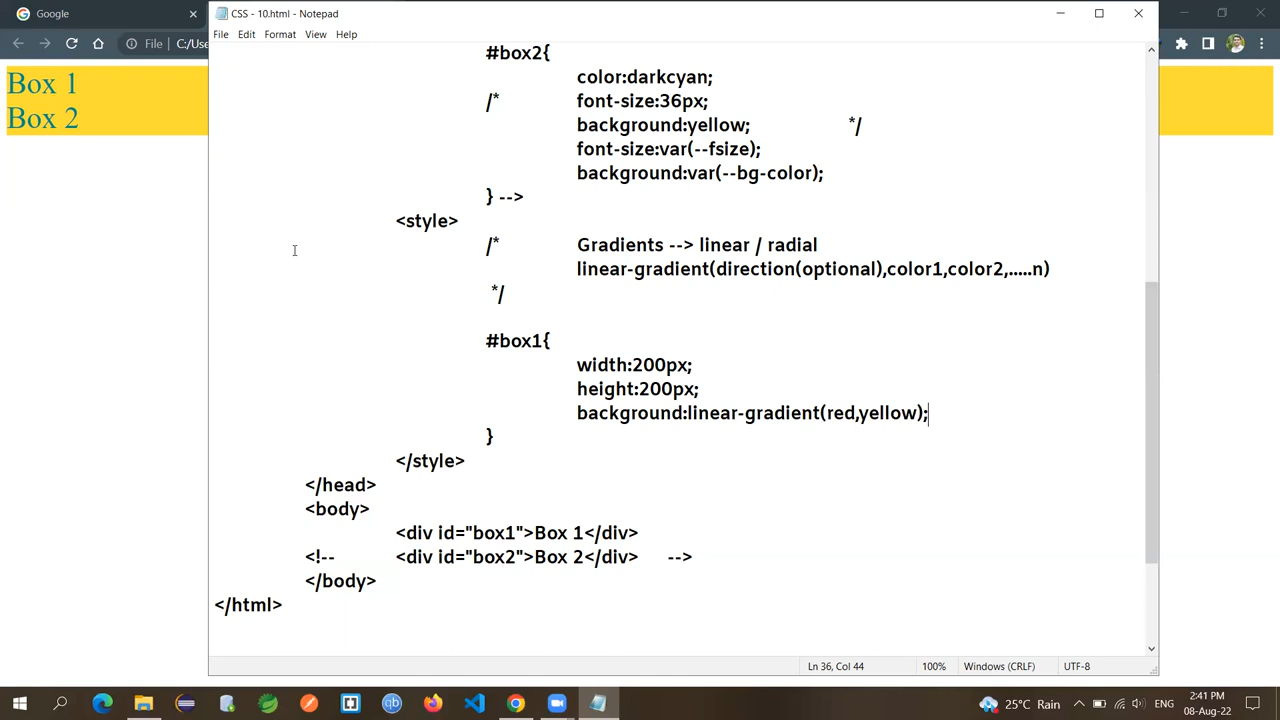 Google
CSS - 10.html - Notepad
File Edit Format View Help
File C:/Use
Box 1
Box 2
#box2{
color:darkcyan;
/* font-size:36px;
background:yellow; */
font-size:var(--fsize);
background:var(--bg-color);
} -->
<style>
/* Gradients --> linear / radial
linear-gradient(direction(optional),color1,color2,.....n)
*/
#box1{
width:200px;
height:200px;
background:linear-gradient(red,yellow);
}
</style>
</head>
<body>
<div id="box1">Box 1</div>
<!-- <div id="box2">Box 2</div> -->
</body>
</html>
Ln 36, Col 44 100% Windows (CRLF) UTF-8
25°C Rain ENG 2:41 PM
08-Aug-22